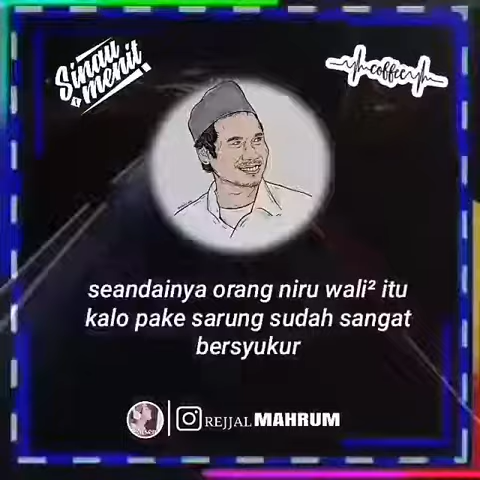 Sinau
menit
coffee
seandainya orang niru wali² itu
kalo pake sarung sudah sangat
bersyukur
REJJAL MAHRUM